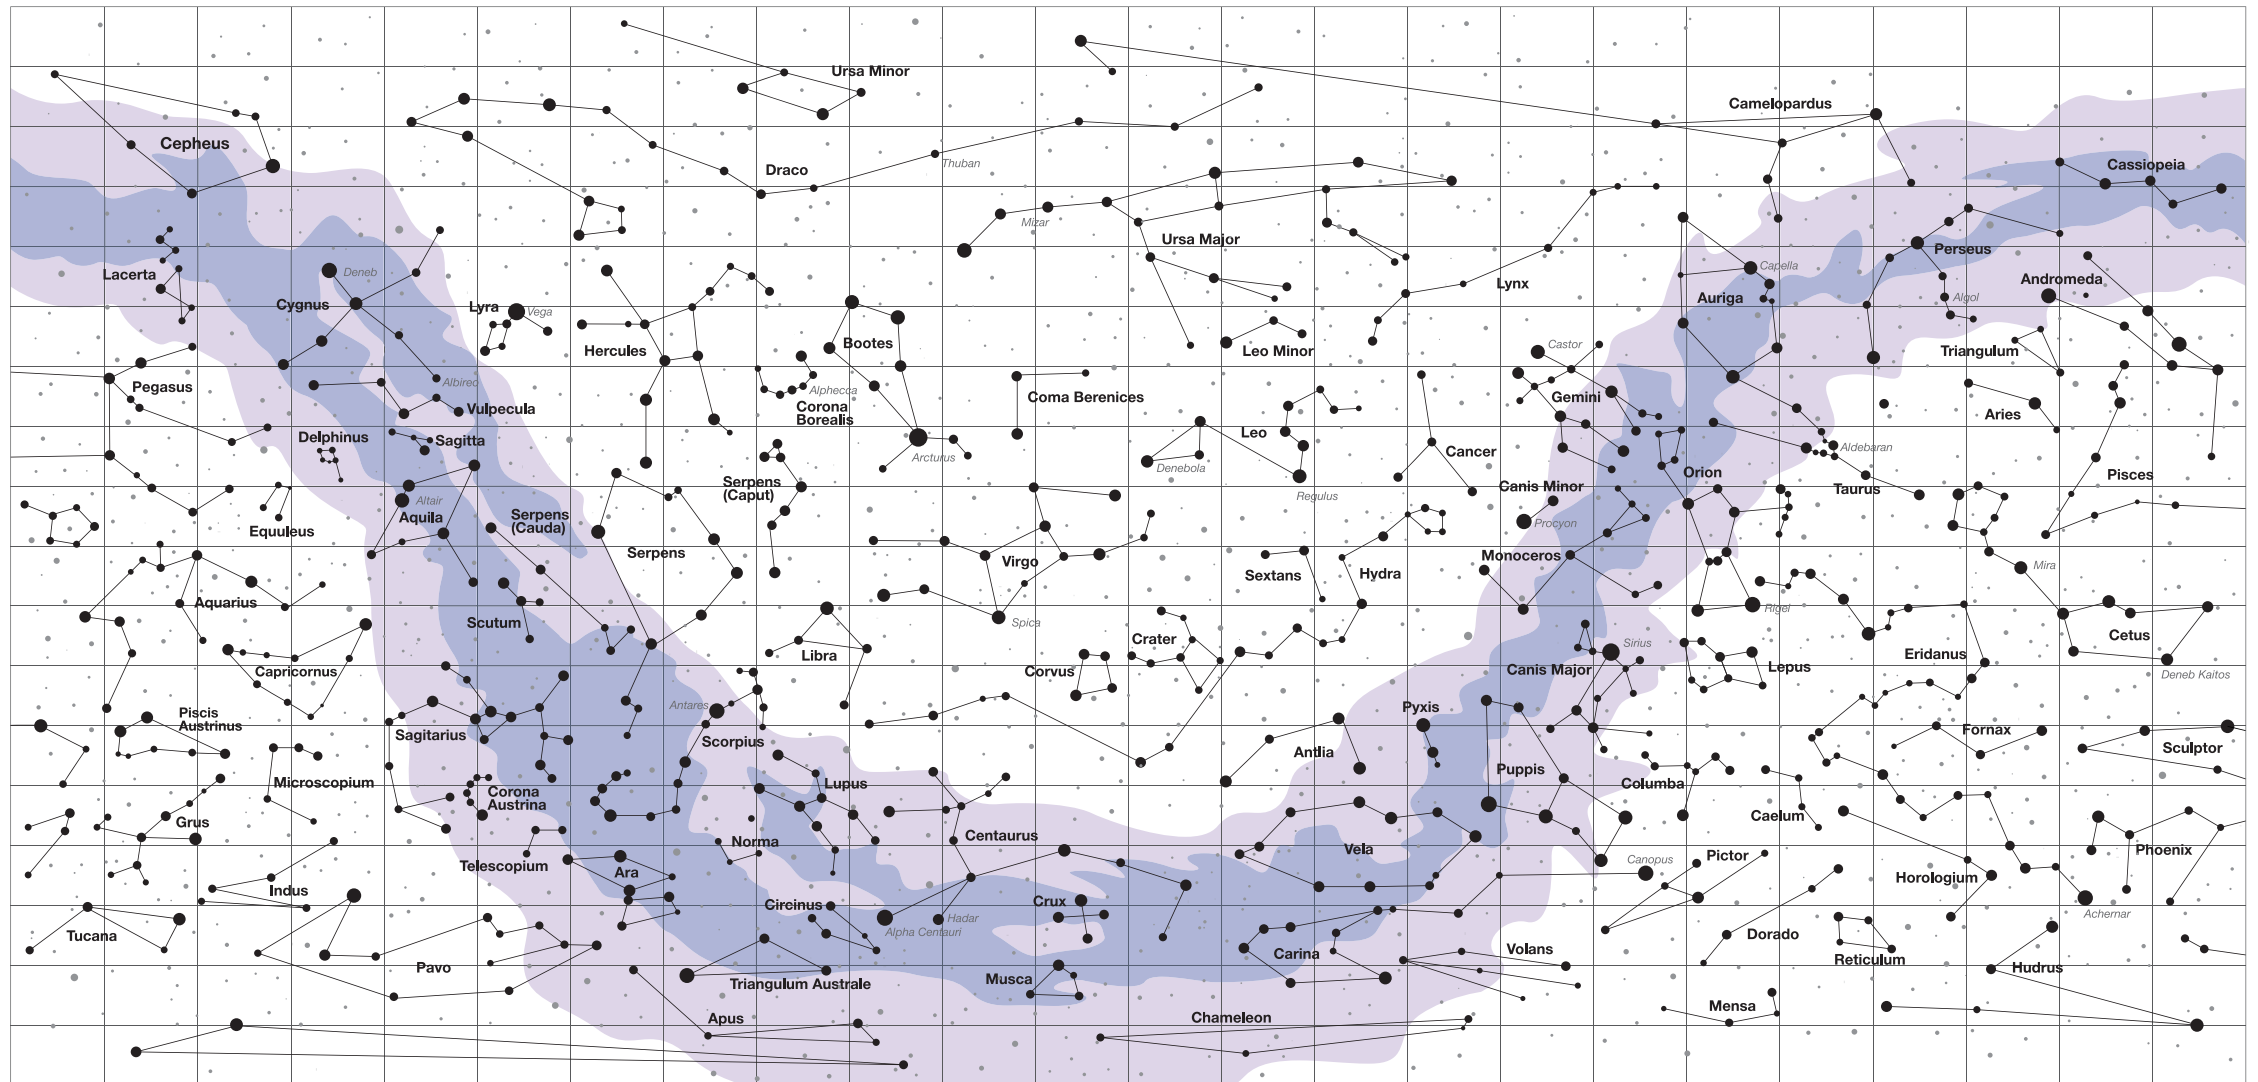 Ursa Minor
Camelopardus
Cepheus
Draco
Thuban
Cassiopeia
Mizar
Ursa Major
Perseus
Lacerta
Deneb
Cygnus
Lyra
Vega
Lynx
Capella
Auriga
Algol
Andromeda
Hercules
Bootes
Leo Minor
Castor
Triangulum
Pegasus
Albireo
Vulpecula
Alphecca
Corona
Borealis
Coma Berenices
Gemini
Aries
Delphinus
Sagitta
Arcturus
Leo
Denebola
Cancer
Aldebaran
Serpens
(Caput)
Regulus
Orion
Pisces
Taurus
Canis Minor
Altair
Aquila
Equuleus
Serpens
(Cauda)
Procyon
Serpens
Virgo
Monoceros
Sextans
Hydra
Mira
Aquarius
Scutum
Spica
Rigel
Crater
Cetus
Sirius
Libra
Capricornus
Corvus
Canis Major
Lepus
Eridanus
Deneb Kaitos
Antares
Piscis
Austrinus
Pyxis
Sagitarius
Scorpius
Antlia
Fornax
Sculptor
Microscopium
Lupus
Puppis
Columba
Corona
Austrina
Grus
Caelum
Norma
Centaurus
Vela
Pictor
Phoenix
Telescopium
Ara
Canopus
Horologium
Indus
Circinus
Crux
Hadar
Alpha Centauri
Achernar
Tucana
Dorado
Volans
Carina
Pavo
Reticulum
Hudrus
Triangulum Australe
Musca
Mensa
Apus
Chameleon